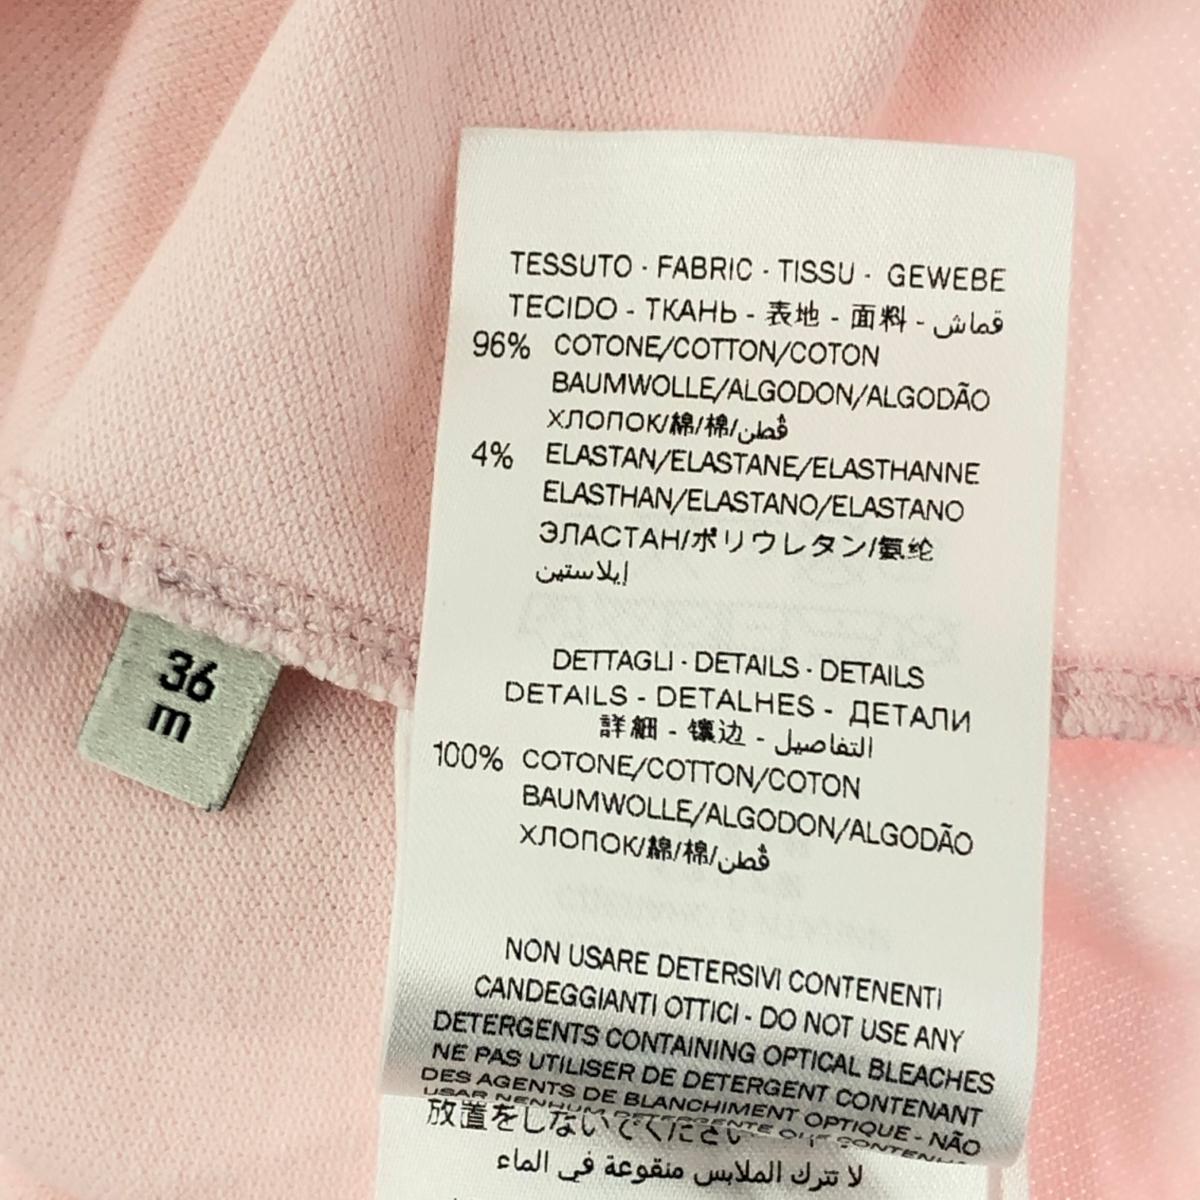 TESSUTO - FABRIC - TISSU - GEWEBE
TECIDO - ТКАНЬ - 表地 - 面料 - قماش
96% COTONE/COTTON/COTON
BAUMWOLLE/ALGODON/ALGODÃO
ХЛОПОК/綿/棉/قطن
4% ELASTAN/ELASTANE/ELASTHANNE
ELASTHAN/ELASTANO/ELASTANO
ЭЛАСТАН/ポリウレタン/氨纶
إيلاستين
DETTAGLI - DETAILS - DETAILS
DETAILS - DETALHES - ДЕТАЛИ
詳細 - 镶边 - التفاصيل
100% COTONE/COTTON/COTON
BAUMWOLLE/ALGODON/ALGODÃO
ХЛОПОК/綿/棉/قطن
NON USARE DETERSIVI CONTENENTI
CANDEGGIANTI OTTICI - DO NOT USE ANY
DETERGENTS CONTAINING OPTICAL BLEACHES
NE PAS UTILISER DE DETERGENT CONTENANT
DES AGENTS DE BLANCHIMENT OPTIQUE - NÃO
USAR NENHUM DETERGENTE QUE
放置をしないでください
لا تترك الملابس منقوعة في الماء
36
m